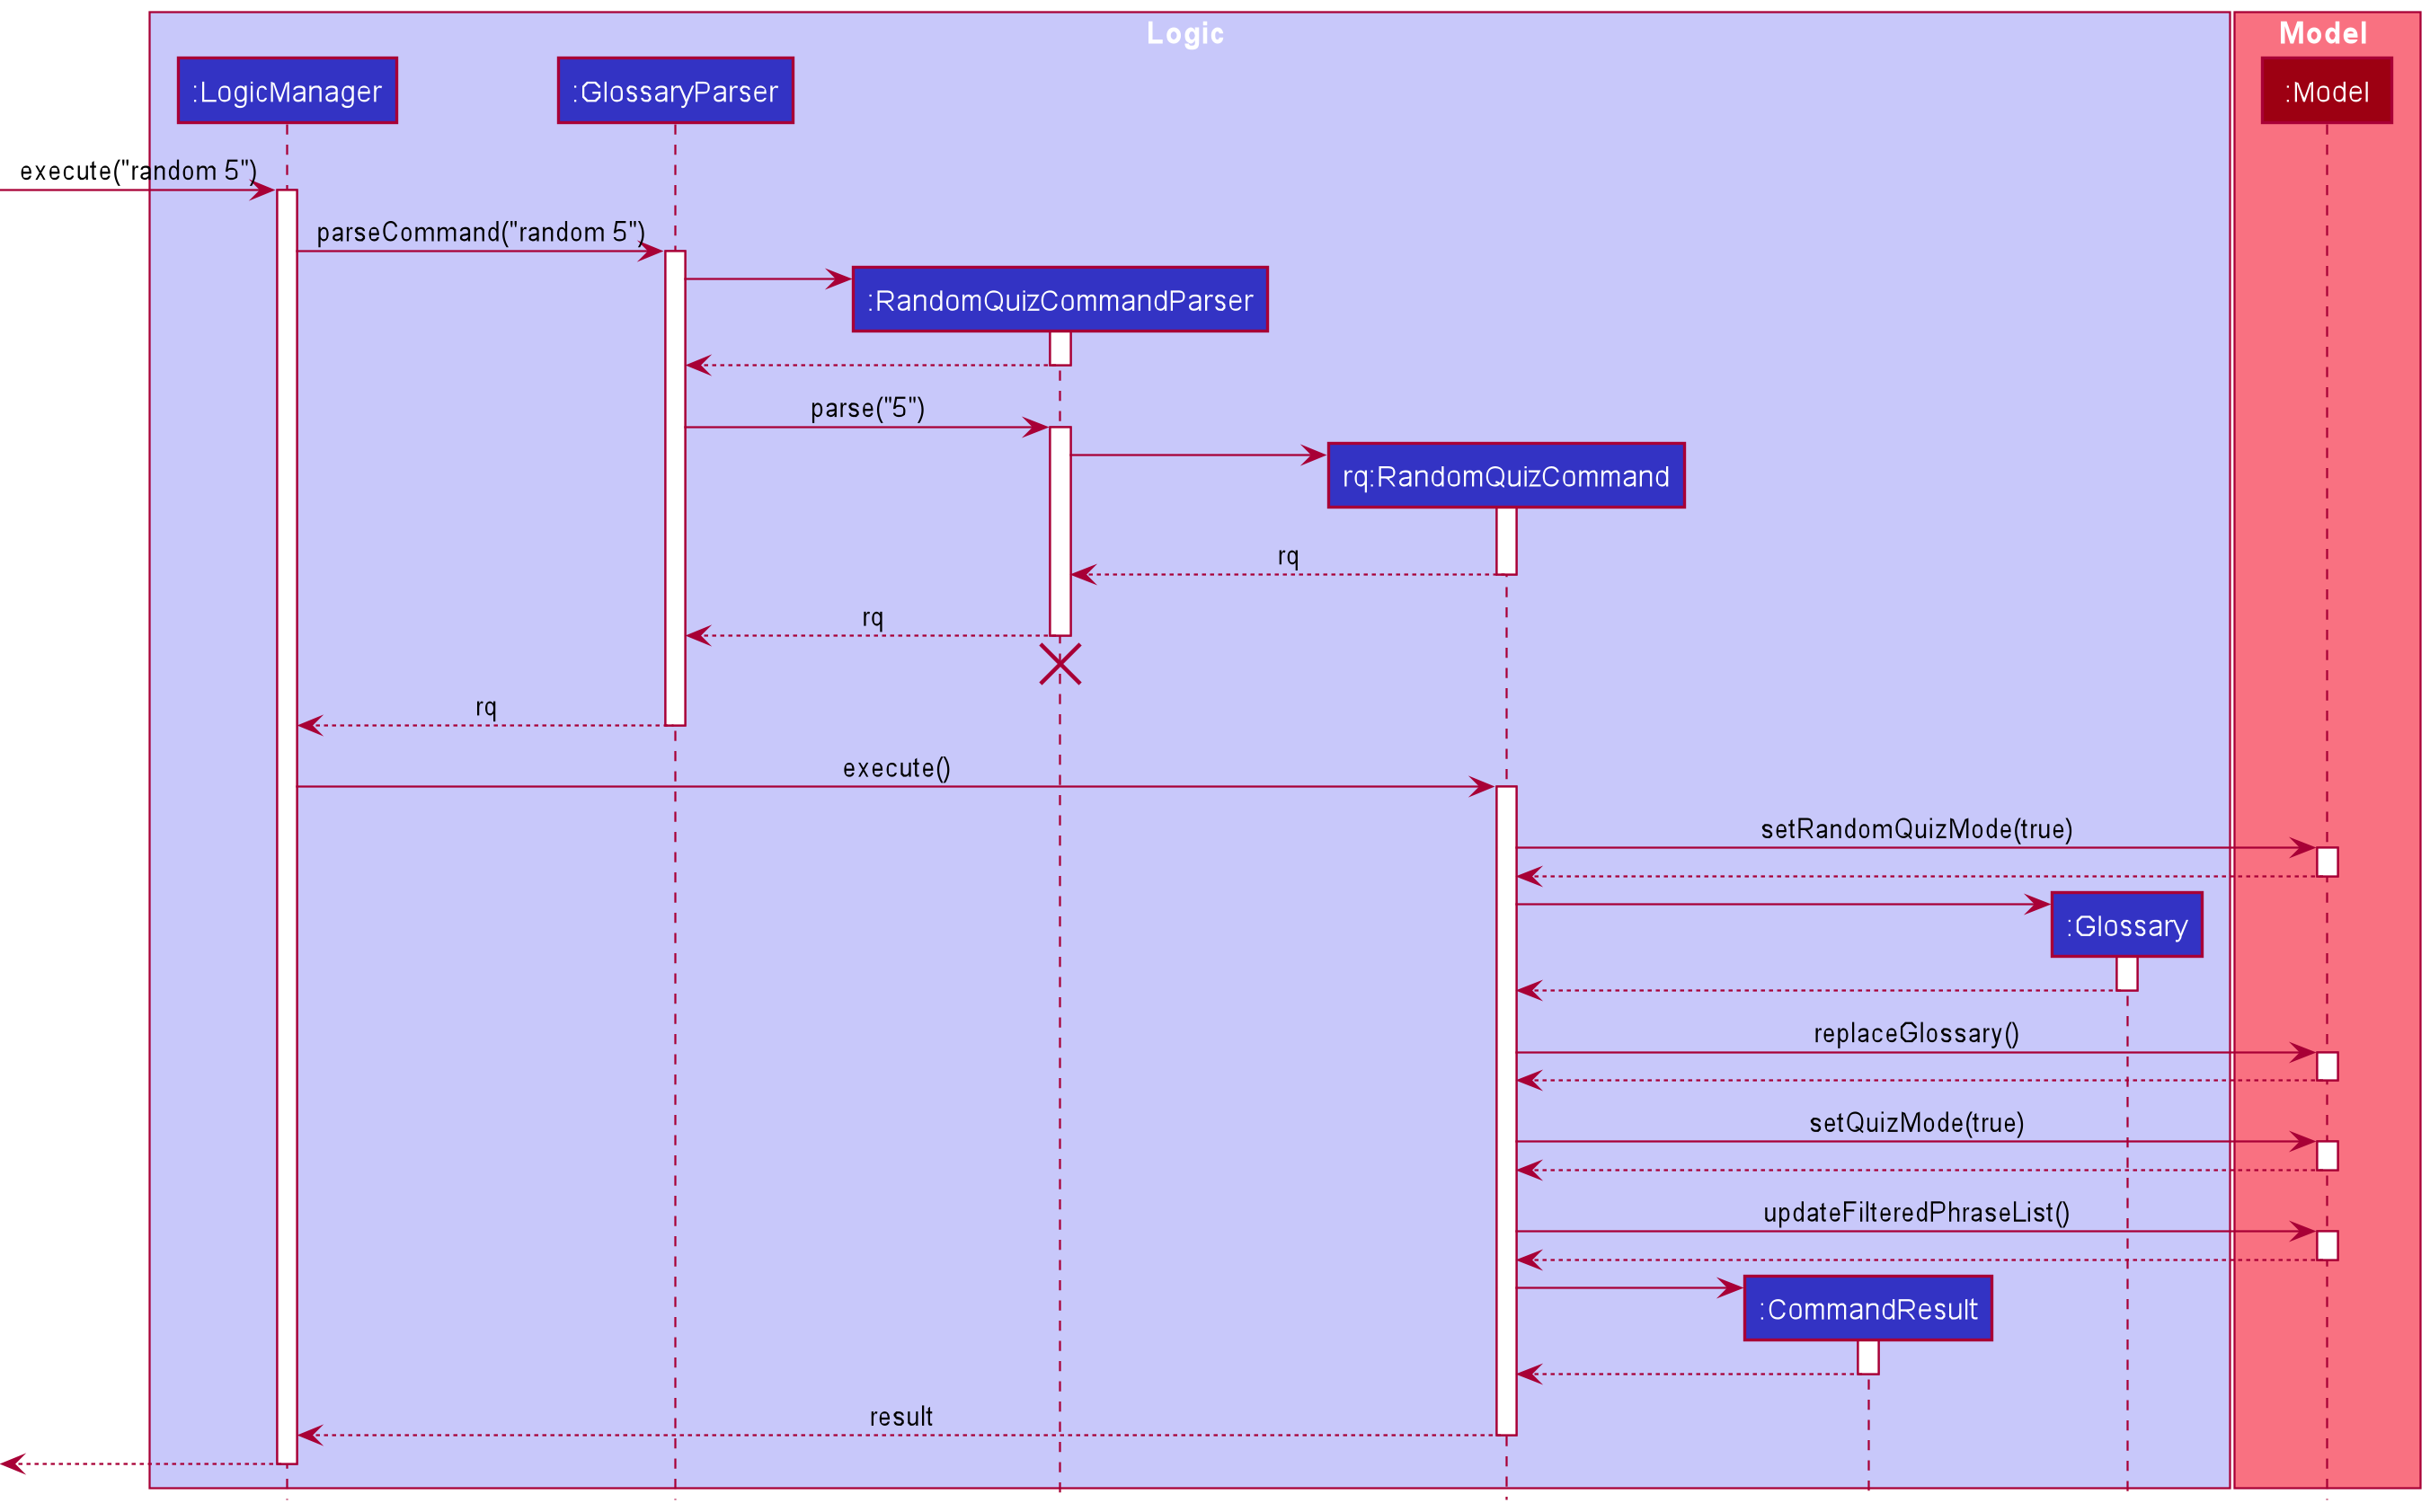 Logic
Model
:LogicManager
:GlossaryParser
:Model
execute("random 5")
parseCommand("random 5")
:RandomQuizCommandParser
parse("5")
rq:RandomQuizCommand
rq
rq
rq
execute()
setRandomQuizMode(true)
:Glossary
replaceGlossary()
setQuizMode(true)
updateFilteredPhraseList()
:CommandResult
result